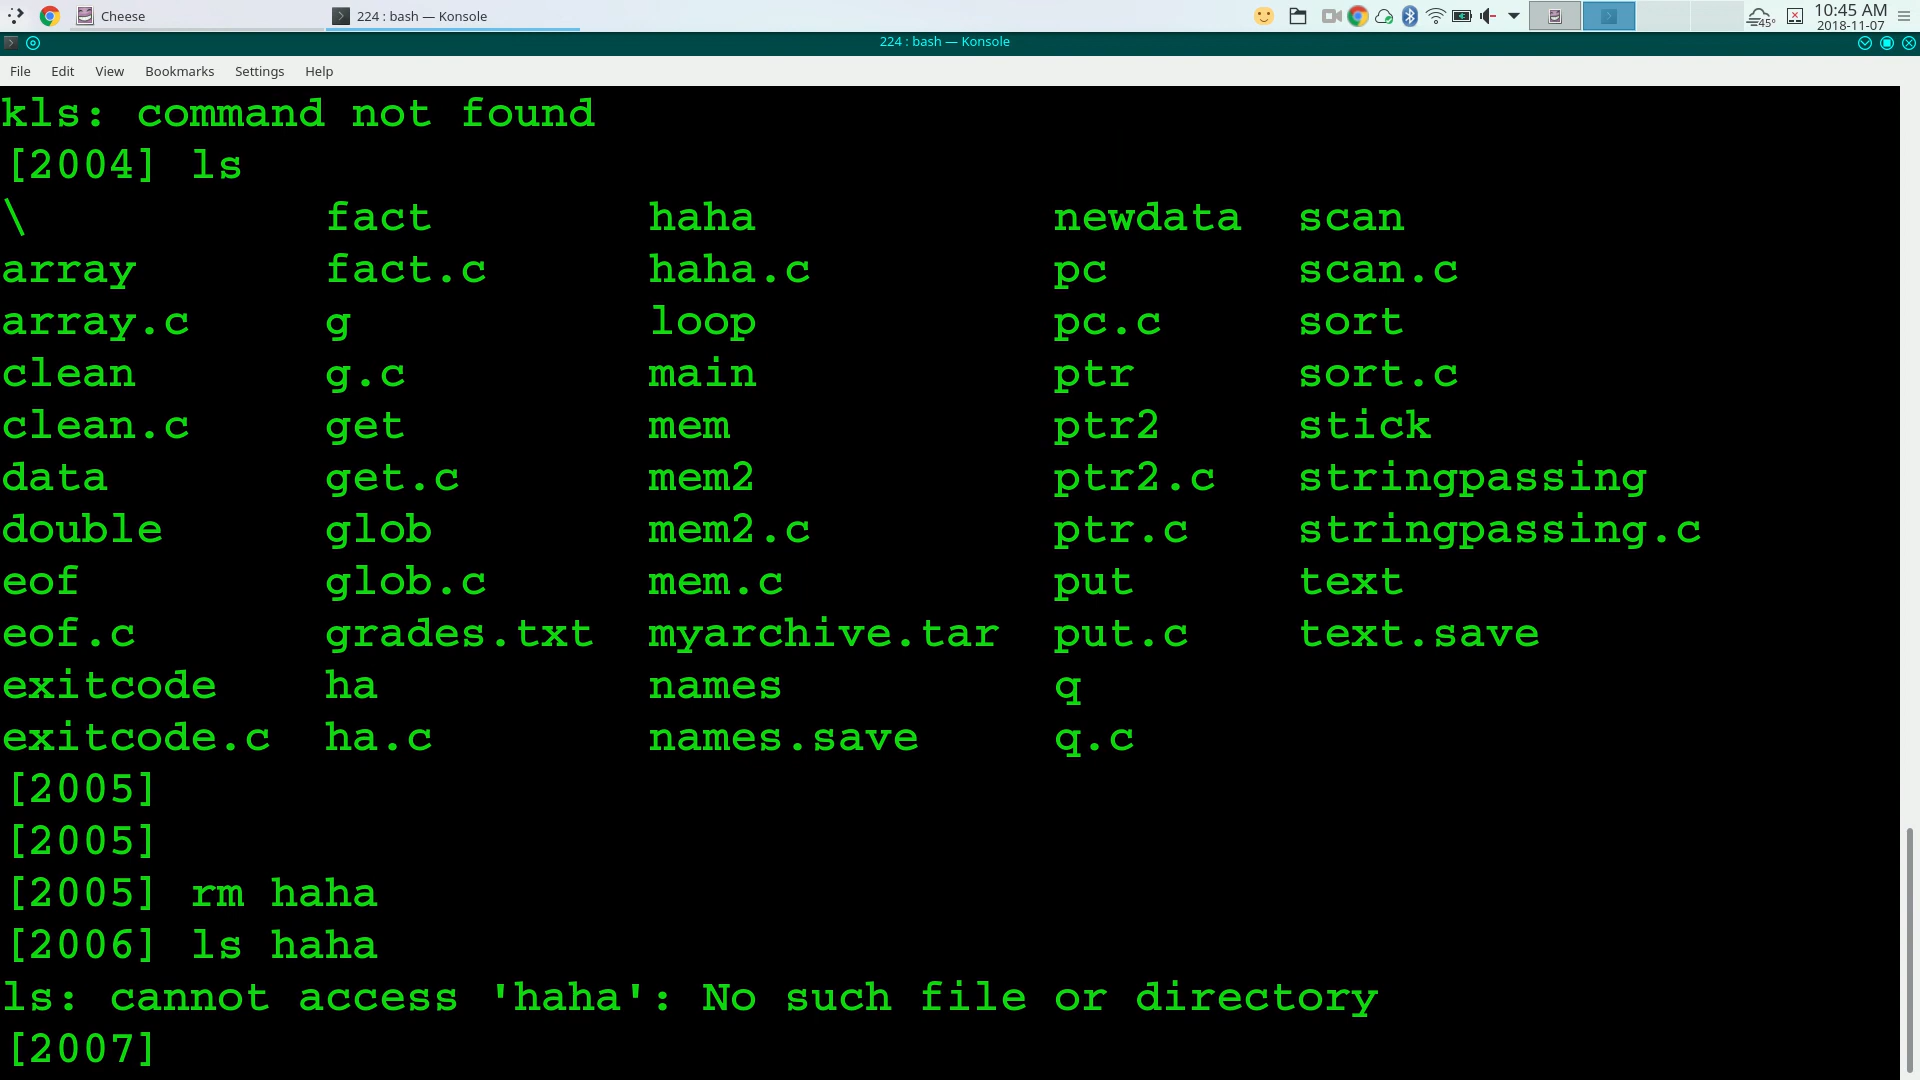 Cheese
224 : bash — Konsole
45°
10:45 AM
2018-11-07
224 : bash — Konsole
File Edit View Bookmarks Settings Help
kls: command not found
[2004] ls
\ fact haha newdata scan
array fact.c haha.c pc scan.c
array.c g loop pc.c sort
clean g.c main ptr sort.c
clean.c get mem ptr2 stick
data get.c mem2 ptr2.c stringpassing
double glob mem2.c ptr.c stringpassing.c
eof glob.c mem.c put text
eof.c grades.txt myarchive.tar put.c text.save
exitcode ha names q
exitcode.c ha.c names.save q.c
[2005]
[2005]
[2005] rm haha
[2006] ls haha
ls: cannot access 'haha': No such file or directory
[2007]